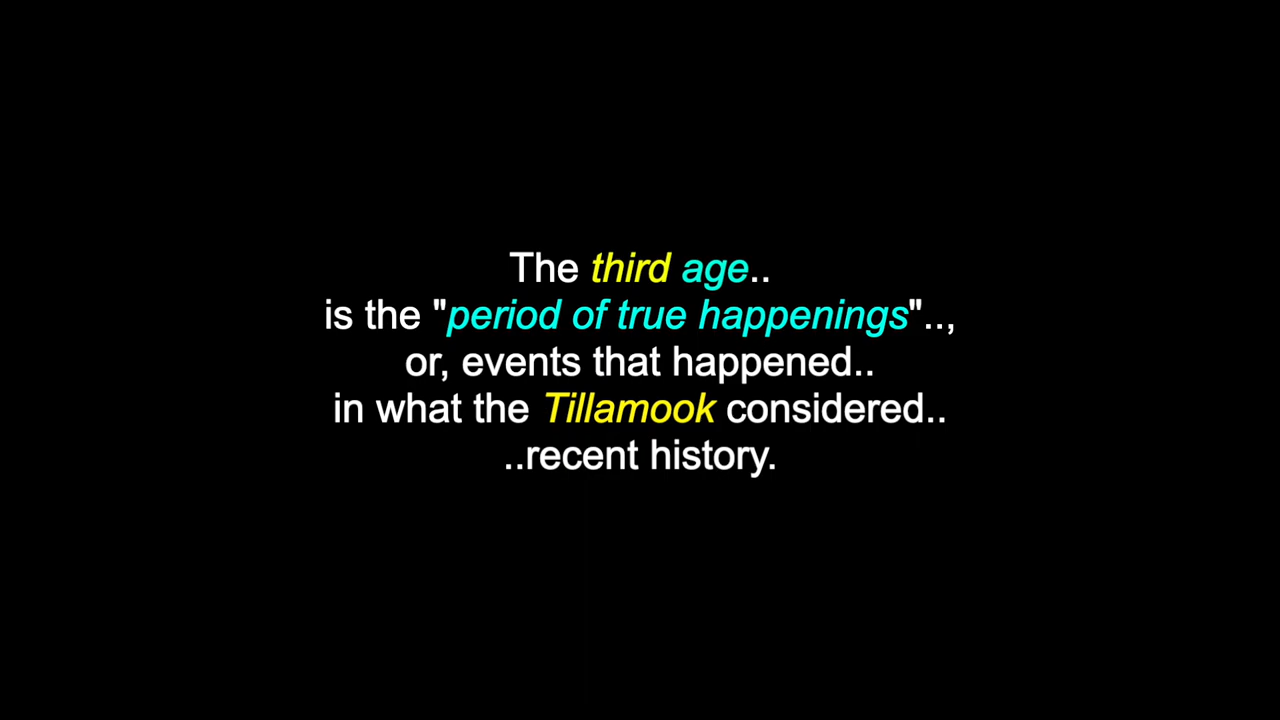 The third age..
is the "period of true happenings"..,
or, events that happened..
in what the Tillamook considered..
..recent history.